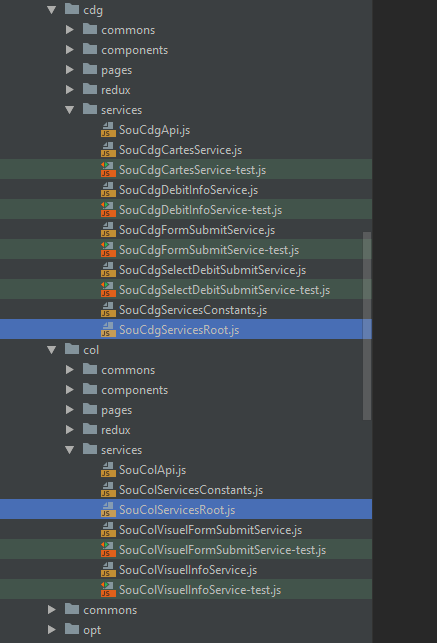 cdg
commons
components
pages
redux
services
SouCdgApi.js
SouCdgCartesService.js
SouCdgCartesService-test.js
SouCdgDebitInfoService.js
SouCdgDebitInfoService-test.js
SouCdgFormSubmitService.js
SouCdgFormSubmitService-test.js
SouCdgSelectDebitSubmitService.js
SouCdgSelectDebitSubmitService-test.js
SouCdgServicesConstants.js
SouCdgServicesRoot.js
col
commons
components
pages
redux
services
SouColApi.js
SouColServicesConstants.js
SouColServicesRoot.js
SouColVisuelFormSubmitService.js
SouColVisuelFormSubmitService-test.js
SouColVisuelInfoService.js
SouColVisuelInfoService-test.js
commons
opt